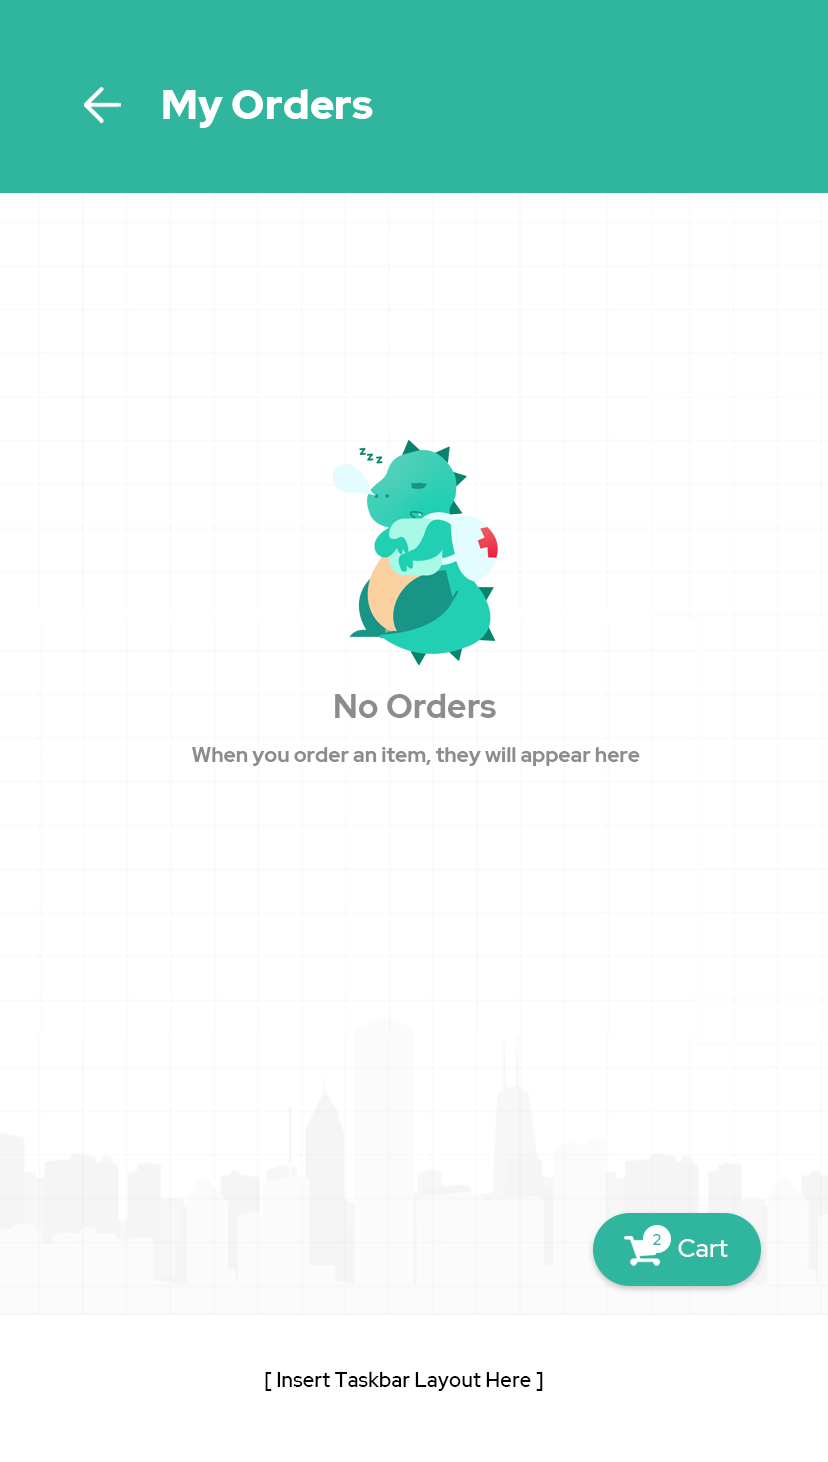 My Orders
z z z
No Orders
When you order an item, they will appear here
2
Cart
[ Insert Taskbar Layout Here ]